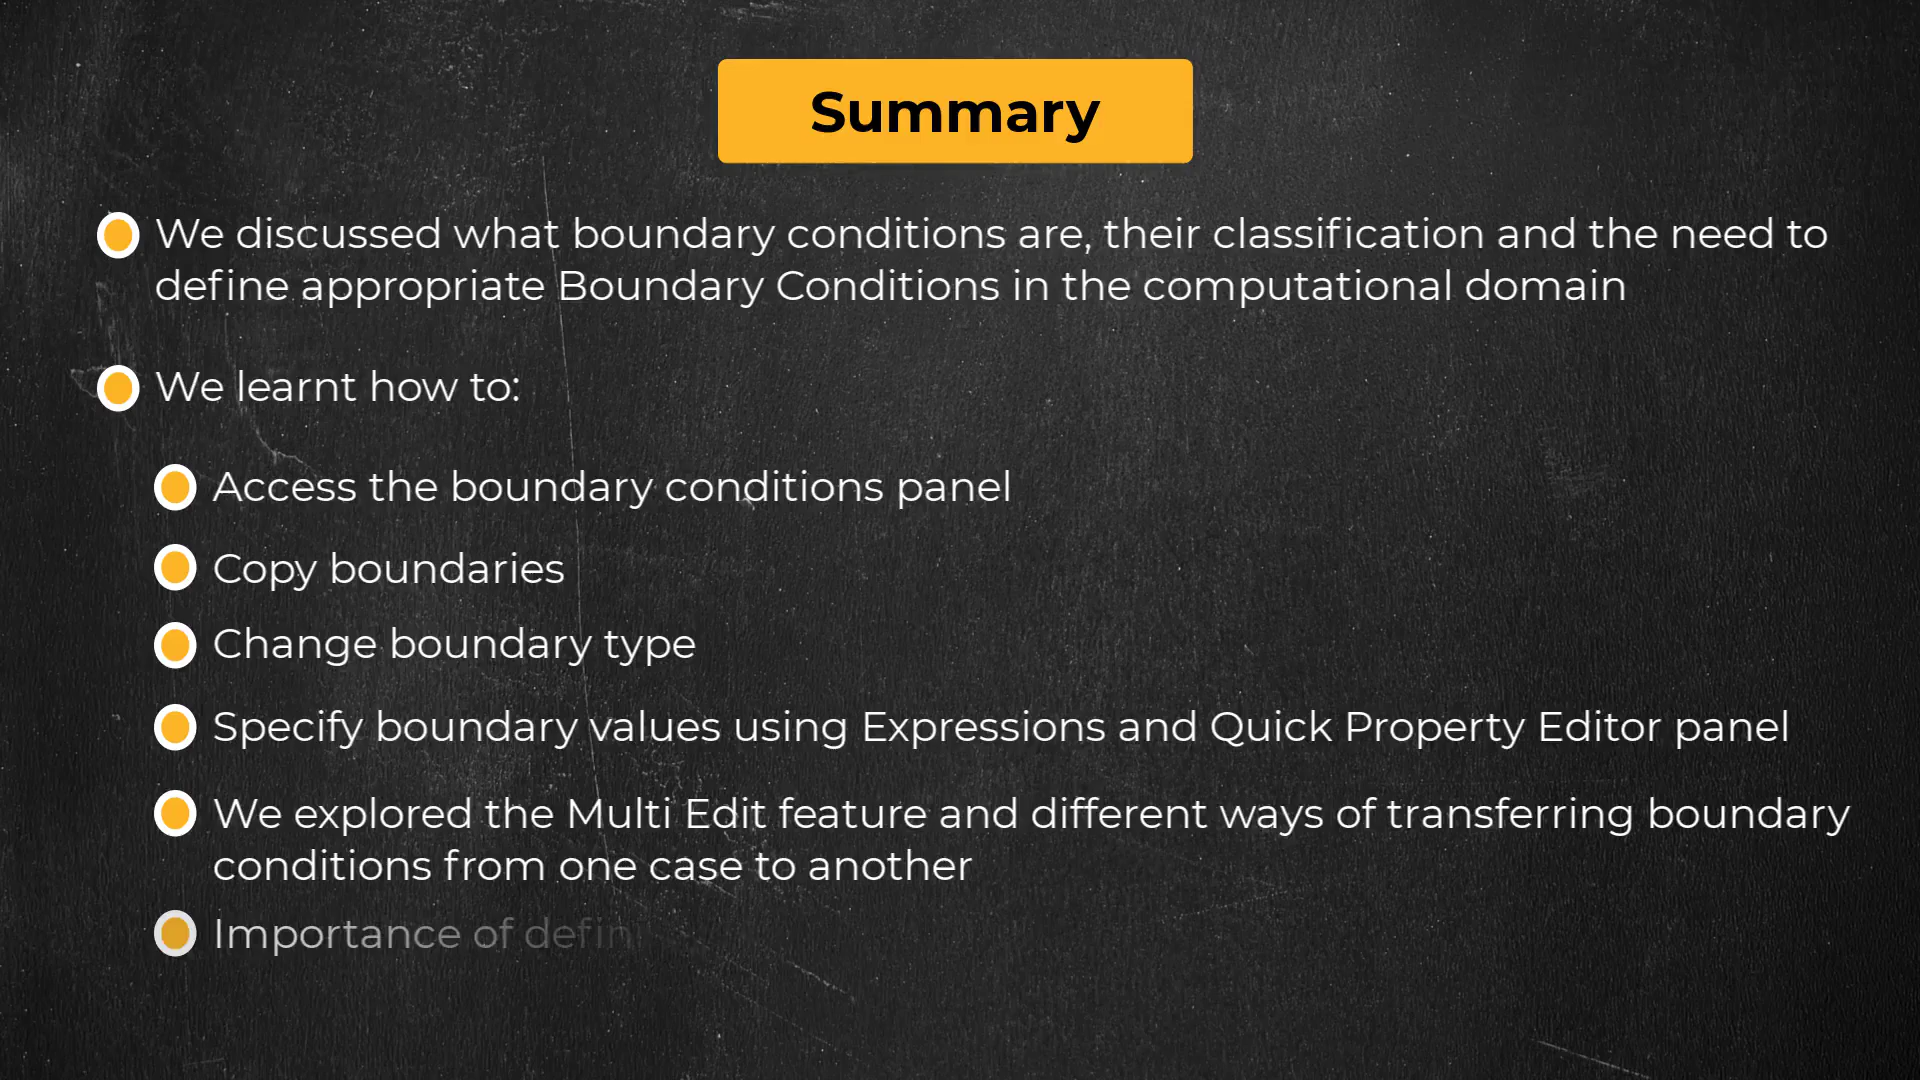 Summary
We discussed what boundary conditions are, their classification and the need to
define appropriate Boundary Conditions in the computational domain
We learnt how to:
Access the boundary conditions panel
Copy boundaries
Change boundary type
Specify boundary values using Expressions and Quick Property Editor panel
We explored the Multi Edit feature and different ways of transferring boundary
conditions from one case to another
Importance of defin